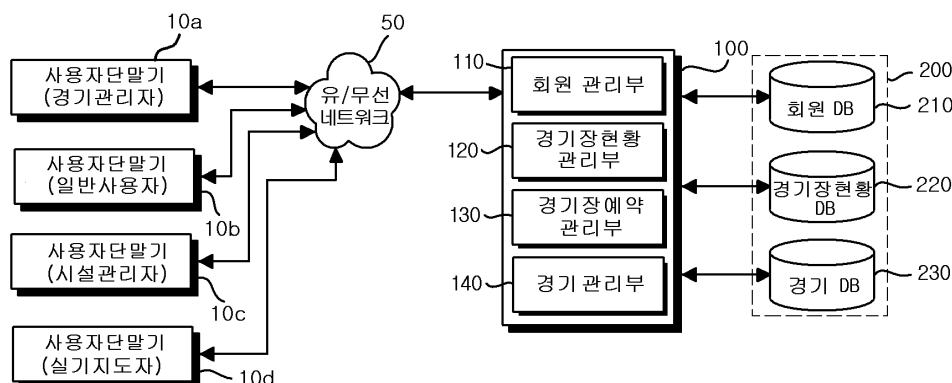 10a
사용자단말기
(경기관리자)
사용자단말기
(일반사용자)
10b
사용자단말기
(시설관리자)
10c
사용자단말기
(실기지도자)
10d
50
유/무선
네트워크
100
110
회원 관리부
120
경기장현황
관리부
130
경기장예약
관리부
140
경기 관리부
200
회원 DB
210
경기장현황
DB
220
경기 DB
230